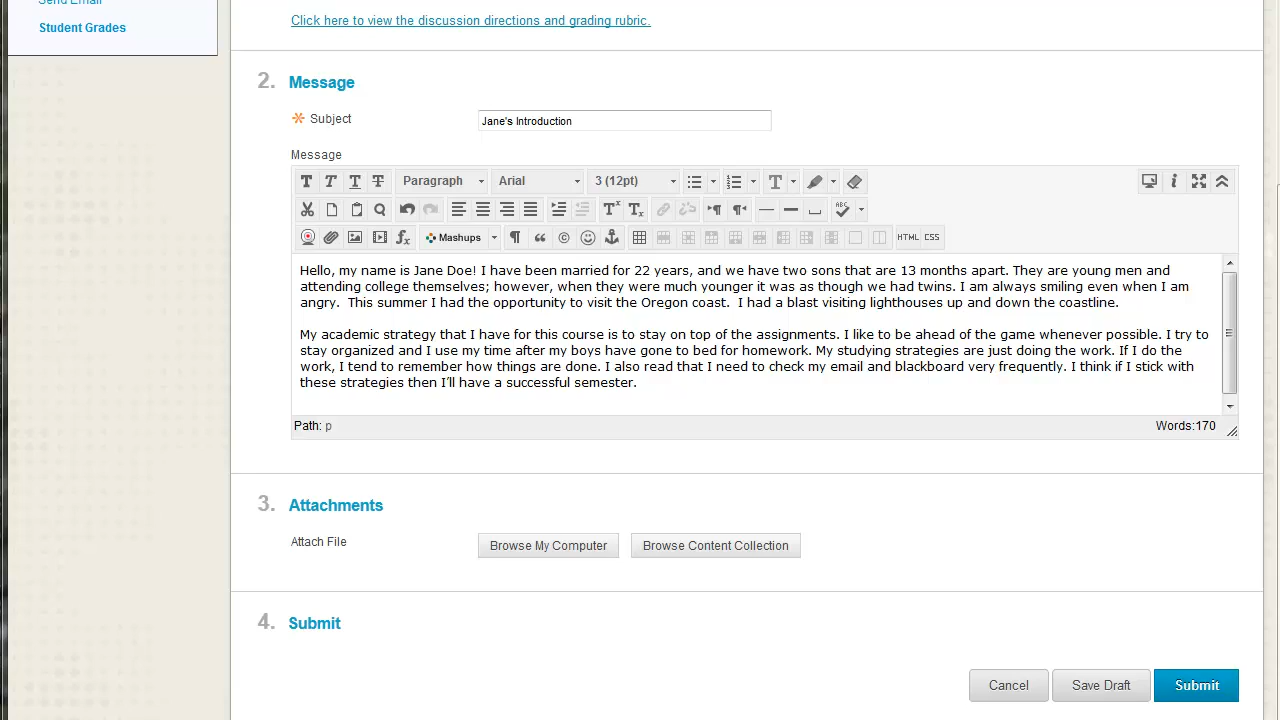 Send Email
Student Grades
Click here to view the discussion directions and grading rubric.
2. Message
Subject
Jane's Introduction
Message
Paragraph Arial 3 (12pt)
Mashups HTML CSS
Hello, my name is Jane Doe! I have been married for 22 years, and we have two sons that are 13 months apart. They are young men and
attending college themselves; however, when they were much younger it was as though we had twins. I am always smiling even when I am
angry. This summer I had the opportunity to visit the Oregon coast. I had a blast visiting lighthouses up and down the coastline.
My academic strategy that I have for this course is to stay on top of the assignments. I like to be ahead of the game whenever possible. I try to
stay organized and I use my time after my boys have gone to bed for homework. My studying strategies are just doing the work. If I do the
work, I tend to remember how things are done. I also read that I need to check my email and blackboard very frequently. I think if I stick with
these strategies then I'll have a successful semester.
Path: p Words:170
3. Attachments
Attach File Browse My Computer Browse Content Collection
4. Submit
Cancel Save Draft Submit